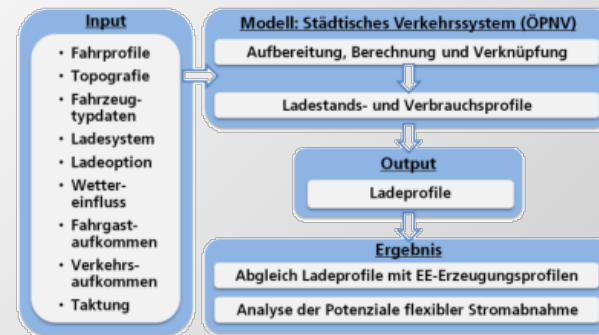 Input
• Fahrprofile
• Topografie
• Fahrzeug-
typdaten
• Ladesystem
• Ladeoption
• Wetter-
einfluss
• Fahrgast-
aufkommen
• Verkehrs-
aufkommen
• Taktung
Modell: Städtisches Verkehrssystem (ÖPNV)
Aufbereitung, Berechnung und Verknüpfung
Ladestands- und Verbrauchsprofile
Output
Ladeprofile
Ergebnis
Abgleich Ladeprofile mit EE-Erzeugungsprofilen
Analyse der Potenziale flexibler Stromabnahme